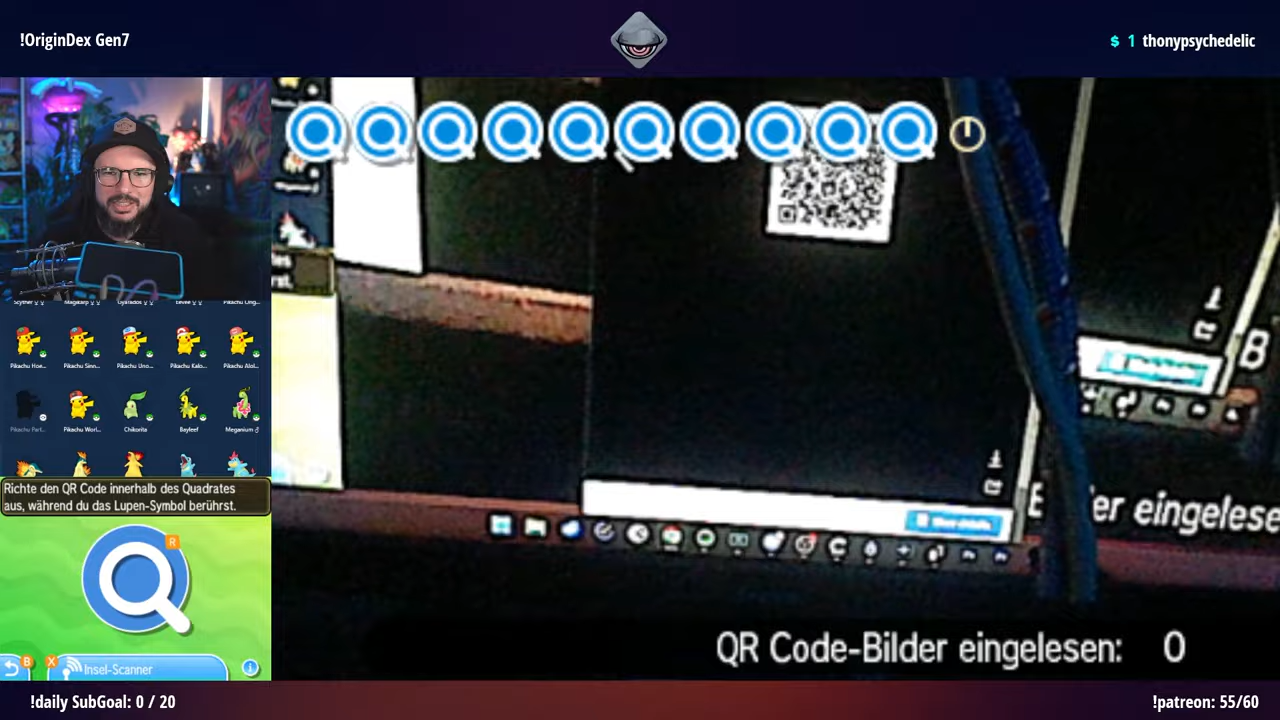 !OriginDex Gen7
$ 1 thonypsychedelic
Pikachu Hoe...
Pikachu Sinn...
Pikachu Uno...
Pikachu Kalo...
Pikachu Alol...
Pikachu Part...
Pikachu Worl...
Chikorita
Bayleef
Meganium
Richte den QR Code innerhalb des Quadrates
aus, während du das Lupen-Symbol berührst.
R
B
X
Insel-Scanner
er eingelese
QR Code-Bilder eingelesen: 0
!daily SubGoal: 0 / 20
!patreon: 55/60